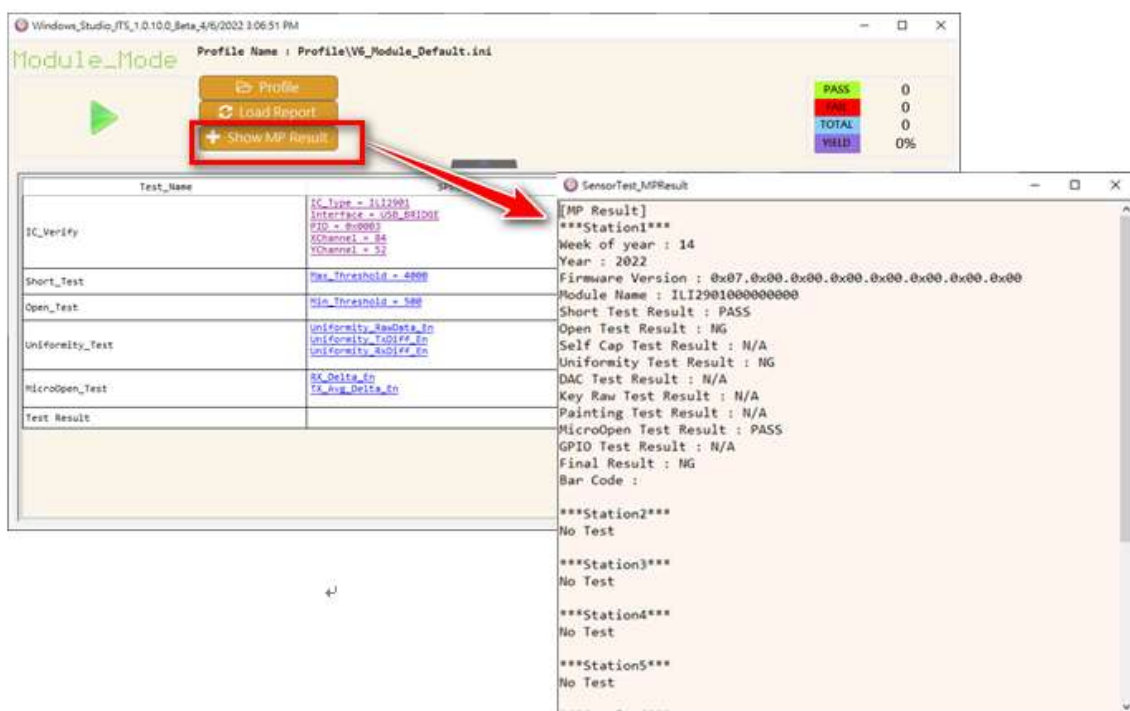 Windows_Studio_ITS_1.0.10.0_Beta_4/6/2022 3:06:51 PM
Module_Mode
Profile Name : Profile\V6_Module_Default.ini
Profile
Load Report
Show MP Result
PASS 0
FAIL 0
TOTAL 0
YIELD 0%
Test_Name
IC_Verify
IC_Type = ILI2901
Interface = USB_BRIDGE
PID = 0x0003
XChannel = 84
YChannel = 52
Short_Test
Max_Threshold = 4000
Open_Test
Min_Threshold = 500
Uniformity_Test
Uniformity_RawData_En
Uniformity_TxDiff_En
Uniformity_RxDiff_En
MicroOpen_Test
RX_Delta_En
TX_Avg_Delta_En
Test Result
SensorTest_MPResult
[MP Result]
***Station1***
Week of year : 14
Year : 2022
Firmware Version : 0x07.0x00.0x00.0x00.0x00.0x00.0x00.0x00
Module Name : ILI2901000000000
Short Test Result : PASS
Open Test Result : NG
Self Cap Test Result : N/A
Uniformity Test Result : NG
DAC Test Result : N/A
Key Raw Test Result : N/A
Painting Test Result : N/A
MicroOpen Test Result : PASS
GPIO Test Result : N/A
Final Result : NG
Bar Code :
***Station2***
No Test
***Station3***
No Test
***Station4***
No Test
***Station5***
No Test